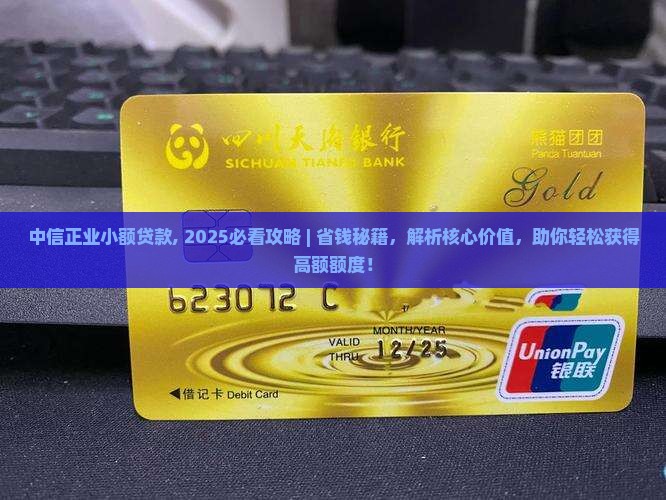 四川天府银行
SICHUAN TIANFU BANK
熊猫团团
Panda Tuantuan
Gold
中信正业小额贷款, 2025必看攻略 | 省钱秘籍，解析核心价值，助你轻松获得
高额额度！
623072 C
MONTH/YEAR
VALID
THRU 12/25
UnionPay
银联
◀借记卡 Debit Card